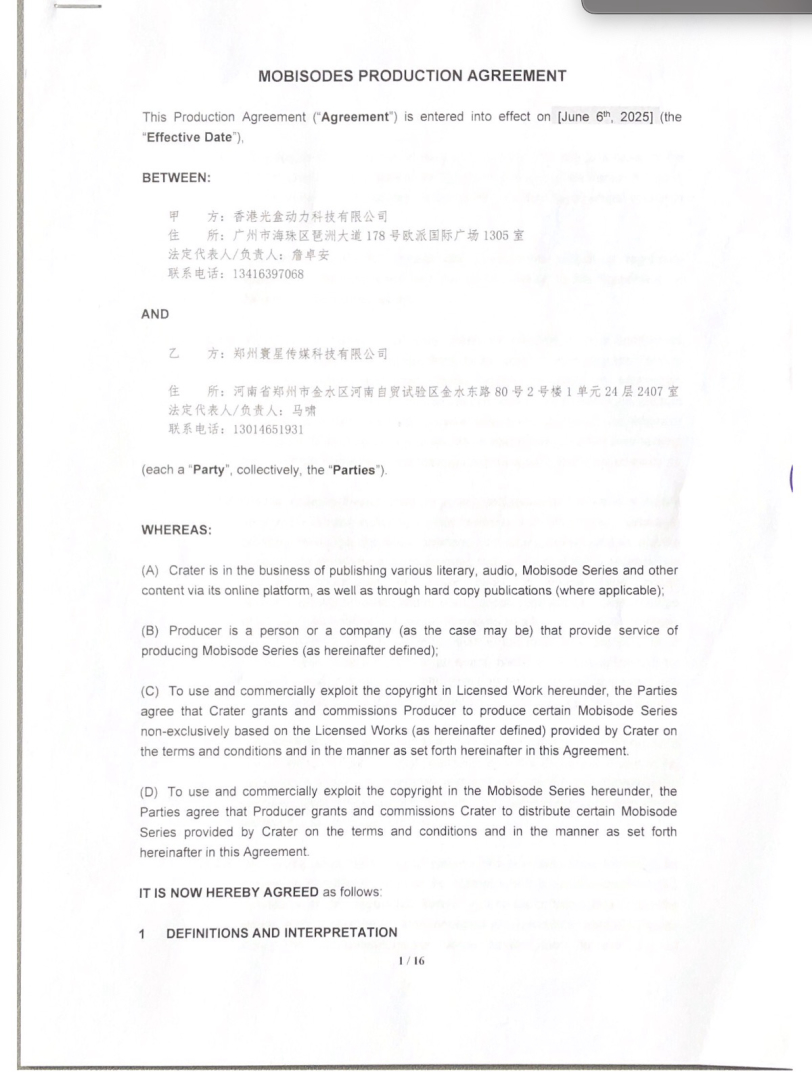 MOBISODES PRODUCTION AGREEMENT
This Production Agreement (“Agreement”) is entered into effect on [June 6th, 2025] (the
“Effective Date”),
BETWEEN:
甲 方：香港光盒动力科技有限公司
住 所：广州市海珠区琶洲大道 178 号欧派国际广场 1305 室
法定代表人/负责人：詹卓安
联系电话：13416397068
AND
乙 方：郑州寰星传媒科技有限公司
住 所：河南省郑州市金水区河南自贸试验区金水东路 80 号 2 号楼 1 单元 24 层 2407 室
法定代表人/负责人：马啸
联系电话：13014651931
(each a “Party”, collectively, the “Parties”).
WHEREAS:
(A) Crater is in the business of publishing various literary, audio, Mobisode Series and other
content via its online platform, as well as through hard copy publications (where applicable);
(B) Producer is a person or a company (as the case may be) that provide service of
producing Mobisode Series (as hereinafter defined);
(C) To use and commercially exploit the copyright in Licensed Work hereunder, the Parties
agree that Crater grants and commissions Producer to produce certain Mobisode Series
non-exclusively based on the Licensed Works (as hereinafter defined) provided by Crater on
the terms and conditions and in the manner as set forth hereinafter in this Agreement.
(D) To use and commercially exploit the copyright in the Mobisode Series hereunder, the
Parties agree that Producer grants and commissions Crater to distribute certain Mobisode
Series provided by Crater on the terms and conditions and in the manner as set forth
hereinafter in this Agreement.
IT IS NOW HEREBY AGREED as follows:
1 DEFINITIONS AND INTERPRETATION
1 / 16